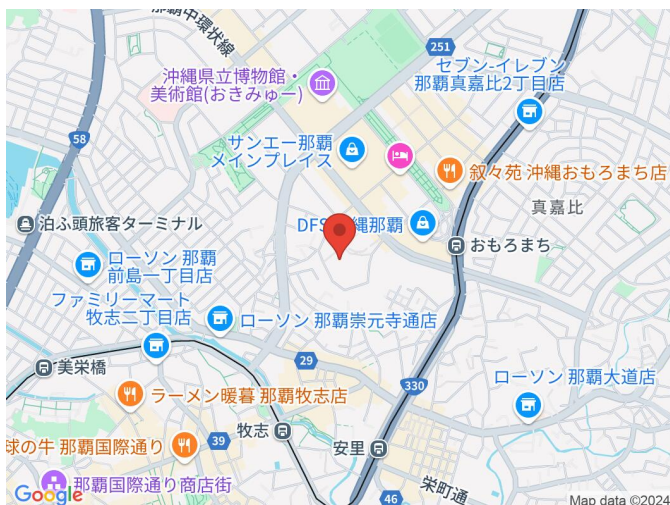 那覇中環状線
251
セブン-イレブン
那覇真嘉比2丁目店
沖縄県立博物館・
美術館(おきみゅー)
58
サンエー那覇
メインプレイス
叙々苑 沖縄おもろまち店
真嘉比
泊ふ頭旅客ターミナル
DFS 縄那覇
おもろまち
ローソン 那覇
前島一丁目店
ファミリーマート
牧志二丁目店
ローソン 那覇崇元寺通店
29
美栄橋
330
ローソン 那覇大道店
ラーメン暖暮 那覇牧志店
牧志
安里
球の牛 那覇国際通り
39
栄町通
那覇国際通り商店街
46
Google
Map data ©2024